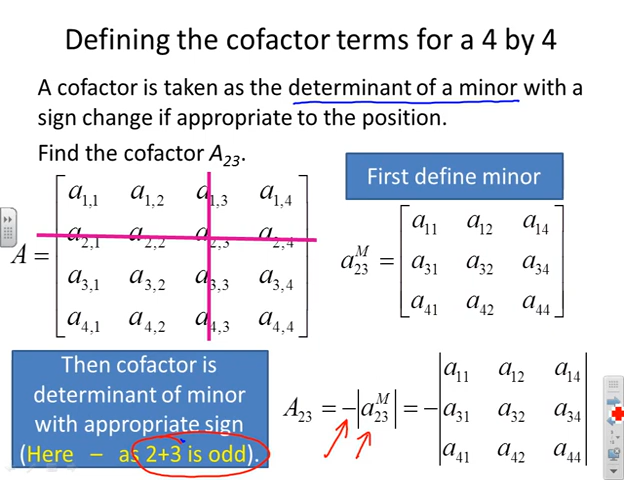 Defining the cofactor terms for a 4 by 4
A cofactor is taken as the determinant of a minor with a
sign change if appropriate to the position.
Find the cofactor A₂₃.
First define minor
A = [ a₁,₁ a₁,₂ a₁,₃ a₁,₄
a₂,₁ a₂,₂ a₂,₃ a₂,₄
a₃,₁ a₃,₂ a₃,₃ a₃,₄
a₄,₁ a₄,₂ a₄,₃ a₄,₄ ]
a₂₃ᴹ = [ a₁₁ a₁₂ a₁₄
a₃₁ a₃₂ a₃₄
a₄₁ a₄₂ a₄₄ ]
Then cofactor is
determinant of minor
with appropriate sign
(Here – as 2+3 is odd).
A₂₃ = −|a₂₃ᴹ| = −| a₁₁ a₁₂ a₁₄
a₃₁ a₃₂ a₃₄
a₄₁ a₄₂ a₄₄ |